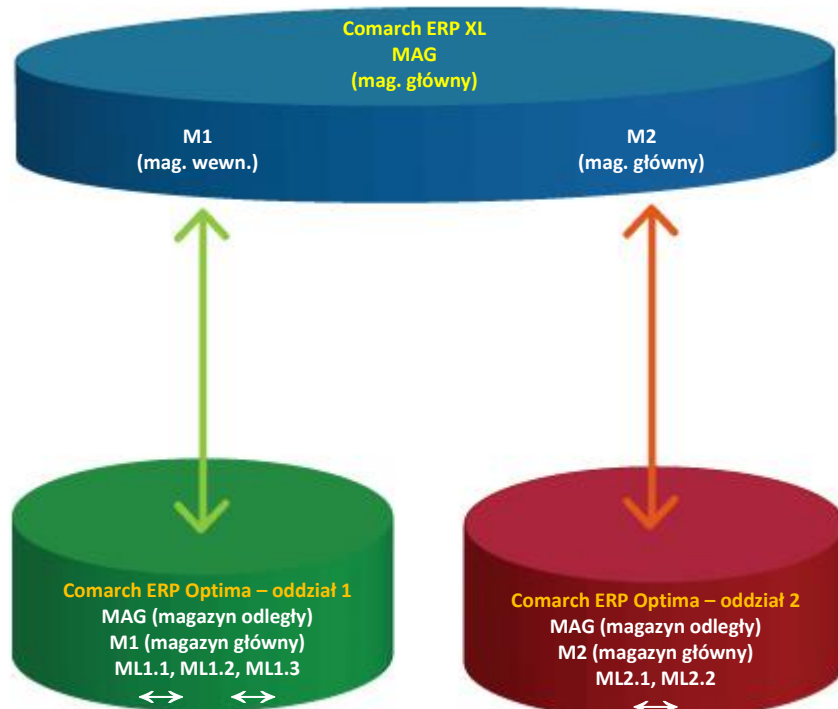 Comarch ERP XL
MAG
(mag. główny)
M1
(mag. wewn.)
M2
(mag. główny)
Comarch ERP Optima – oddział 1
MAG (magazyn odległy)
M1 (magazyn główny)
ML1.1, ML1.2, ML1.3
Comarch ERP Optima – oddział 2
MAG (magazyn odległy)
M2 (magazyn główny)
ML2.1, ML2.2